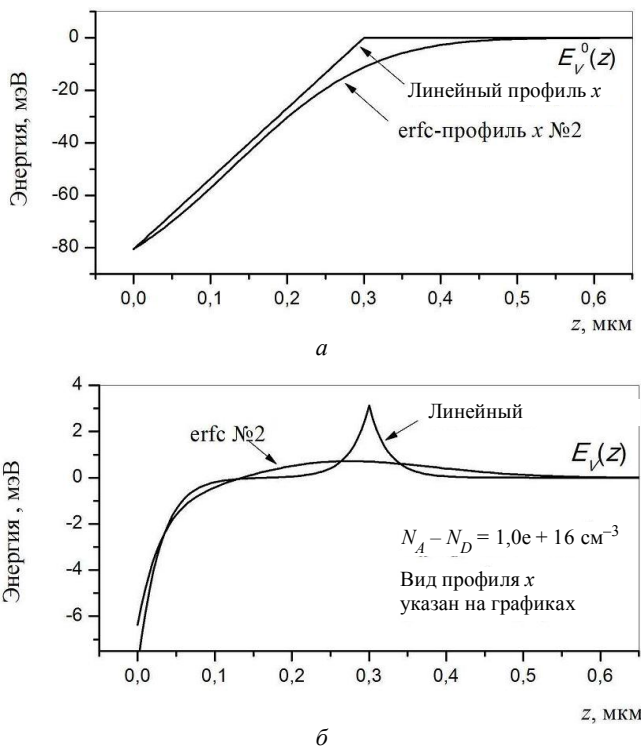 Энергия, мэВ
0
-20
-40
-60
-80
E_V^0(z)
Линейный профиль x
erfc-профиль x №2
0,0 0,1 0,2 0,3 0,4 0,5 0,6
z, мкм
а
Энергия , мэВ
4
2
0
-2
-4
-6
erfc №2
Линейный
E_V(z)
N_A – N_D = 1,0e + 16 см^–3
Вид профиля x
указан на графиках
0,0 0,1 0,2 0,3 0,4 0,5 0,6
z, мкм
б